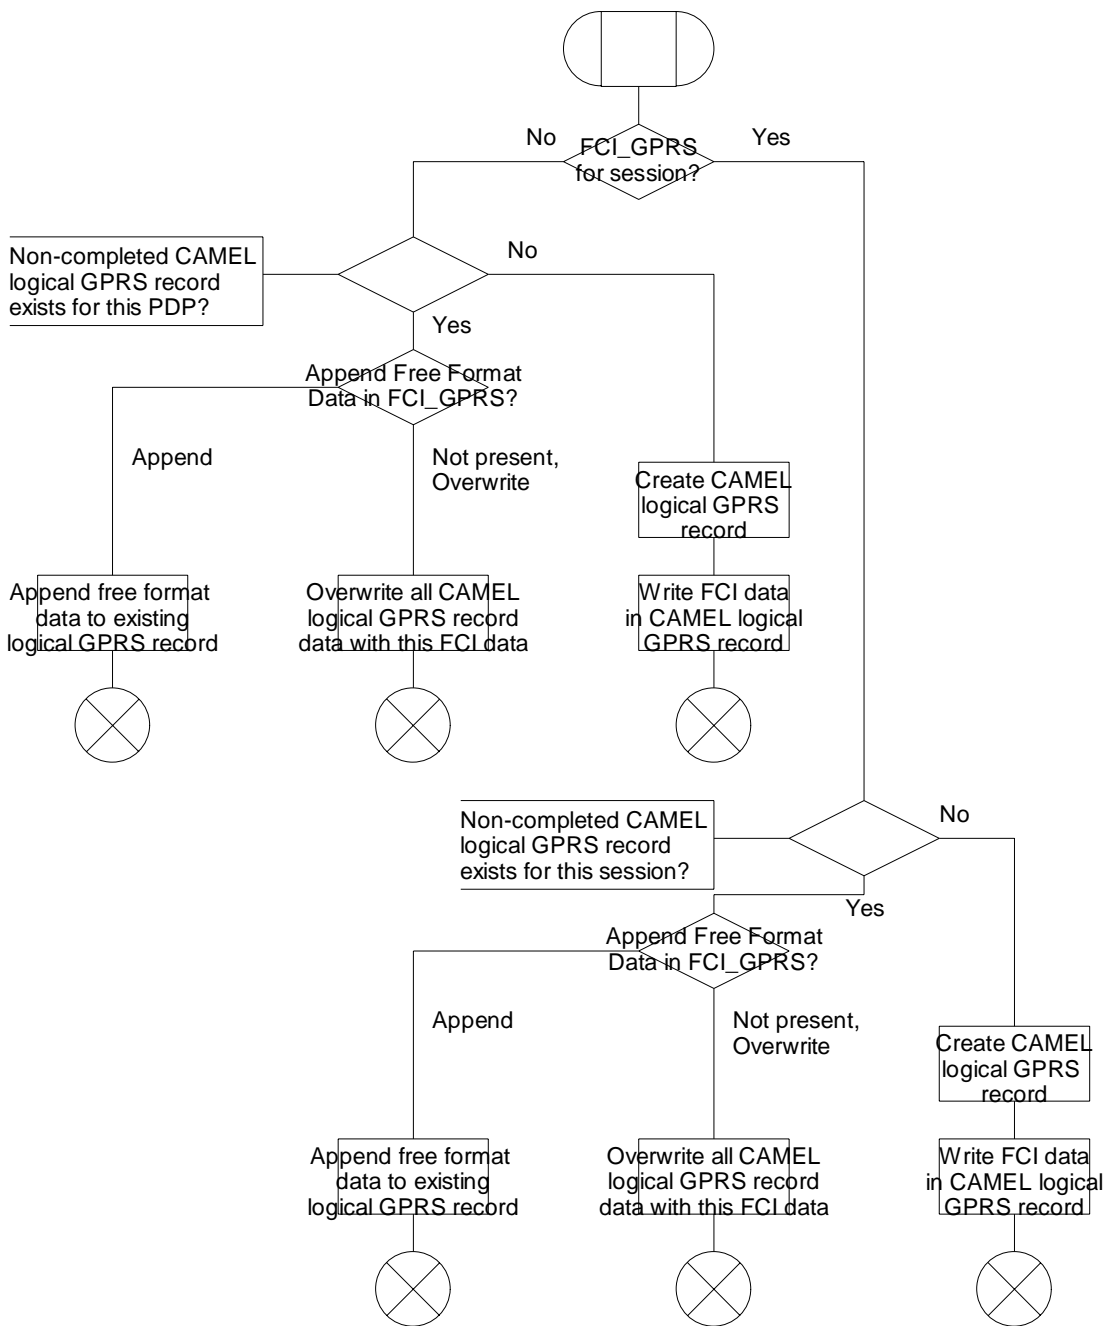 No
Yes
FCI_GPRS
for session?
Non-completed CAMEL
logical GPRS record
exists for this PDP?
No
Yes
Append Free Format
Data in FCI_GPRS?
Append
Not present,
Overwrite
Create CAMEL
logical GPRS
record
Append free format
data to existing
logical GPRS record
Overwrite all CAMEL
logical GPRS record
data with this FCI data
Write FCI data
in CAMEL logical
GPRS record
Non-completed CAMEL
logical GPRS record
exists for this session?
No
Yes
Append Free Format
Data in FCI_GPRS?
Append
Not present,
Overwrite
Create CAMEL
logical GPRS
record
Append free format
data to existing
logical GPRS record
Overwrite all CAMEL
logical GPRS record
data with this FCI data
Write FCI data
in CAMEL logical
GPRS record